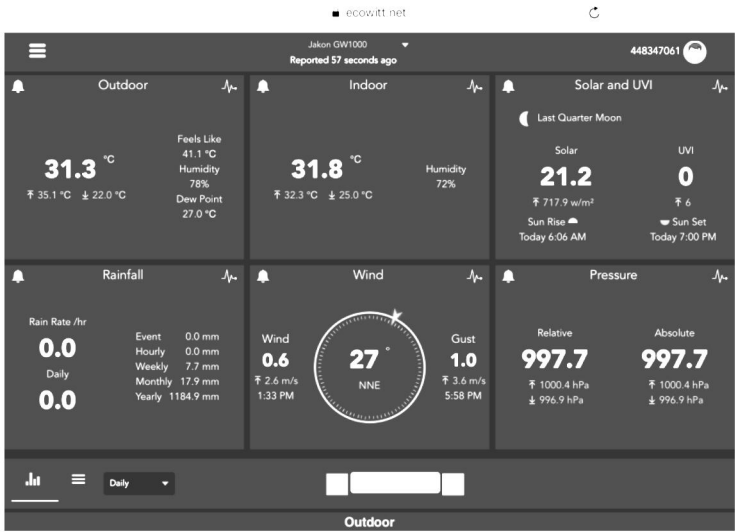 ecowitt.net
Jakon GW1000
Reported 57 seconds ago
448347061
Outdoor
31.3 °C
35.1 °C 22.0 °C
Feels Like
41.1 °C
Humidity
78%
Dew Point
27.0 °C
Indoor
31.8 °C
32.3 °C 25.0 °C
Humidity
72%
Solar and UVI
Last Quarter Moon
Solar
21.2
717.9 w/m²
UVI
0
6
Sun Rise
Today 6:06 AM
Sun Set
Today 7:00 PM
Rainfall
Rain Rate /hr
0.0
Daily
0.0
Event 0.0 mm
Hourly 0.0 mm
Weekly 7.7 mm
Monthly 17.9 mm
Yearly 1184.9 mm
Wind
Wind
0.6
2.6 m/s
1:33 PM
27 °
NNE
Gust
1.0
3.6 m/s
5:58 PM
Pressure
Relative
997.7
1000.4 hPa
996.9 hPa
Absolute
997.7
1000.4 hPa
996.9 hPa
Daily
Outdoor